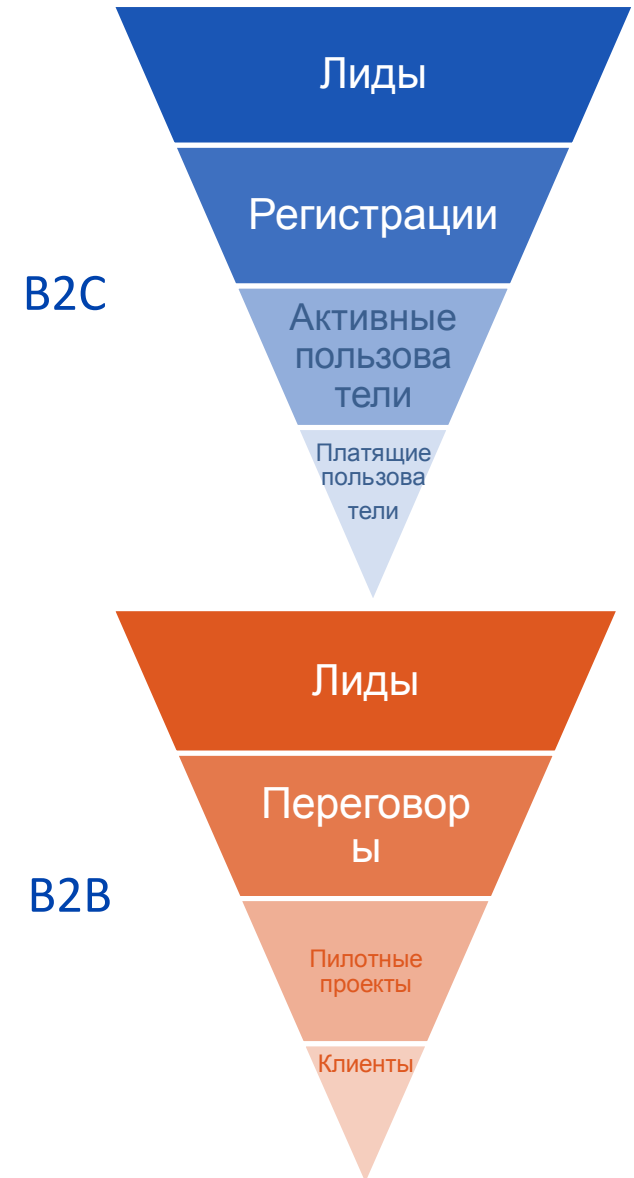 Лиды
Регистрации
B2C
Активные
пользова
тели
Платящие
пользова
тели
Лиды
Переговор
ы
B2B
Пилотные
проекты
Клиенты